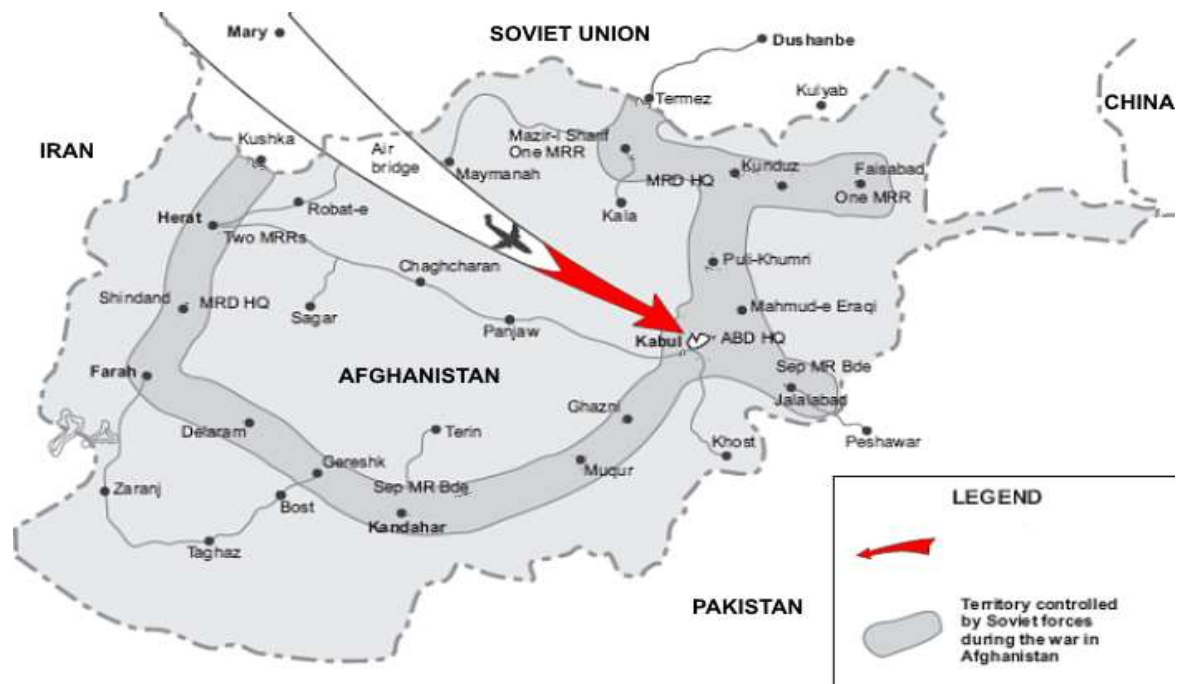 Mary
SOVIET UNION
Dushanbe
Termez
Kulyab
CHINA
IRAN
Kushka
Air
bridge
Mazir-i Sharif
One MRR
Maymanah
MRD HQ
Kunduz
Faisabad
One MRR
Herat
Robat-e
Kala
Two MRRs
Chaghcharan
Puli-Khumri
Shindand
MRD HQ
Sagar
Panjaw
Mahmud-e Eraqi
Kabul
ABD HQ
Farah
AFGHANISTAN
Sep MR Bde
Jalalabad
Ghazni
Delaram
Terin
Khost
Peshawar
Gereshk
Muqur
Zaranj
Bost
Sep MR Bde
Kandahar
Taghaz
PAKISTAN
LEGEND
Territory controlled
by Soviet forces
during the war in
Afghanistan